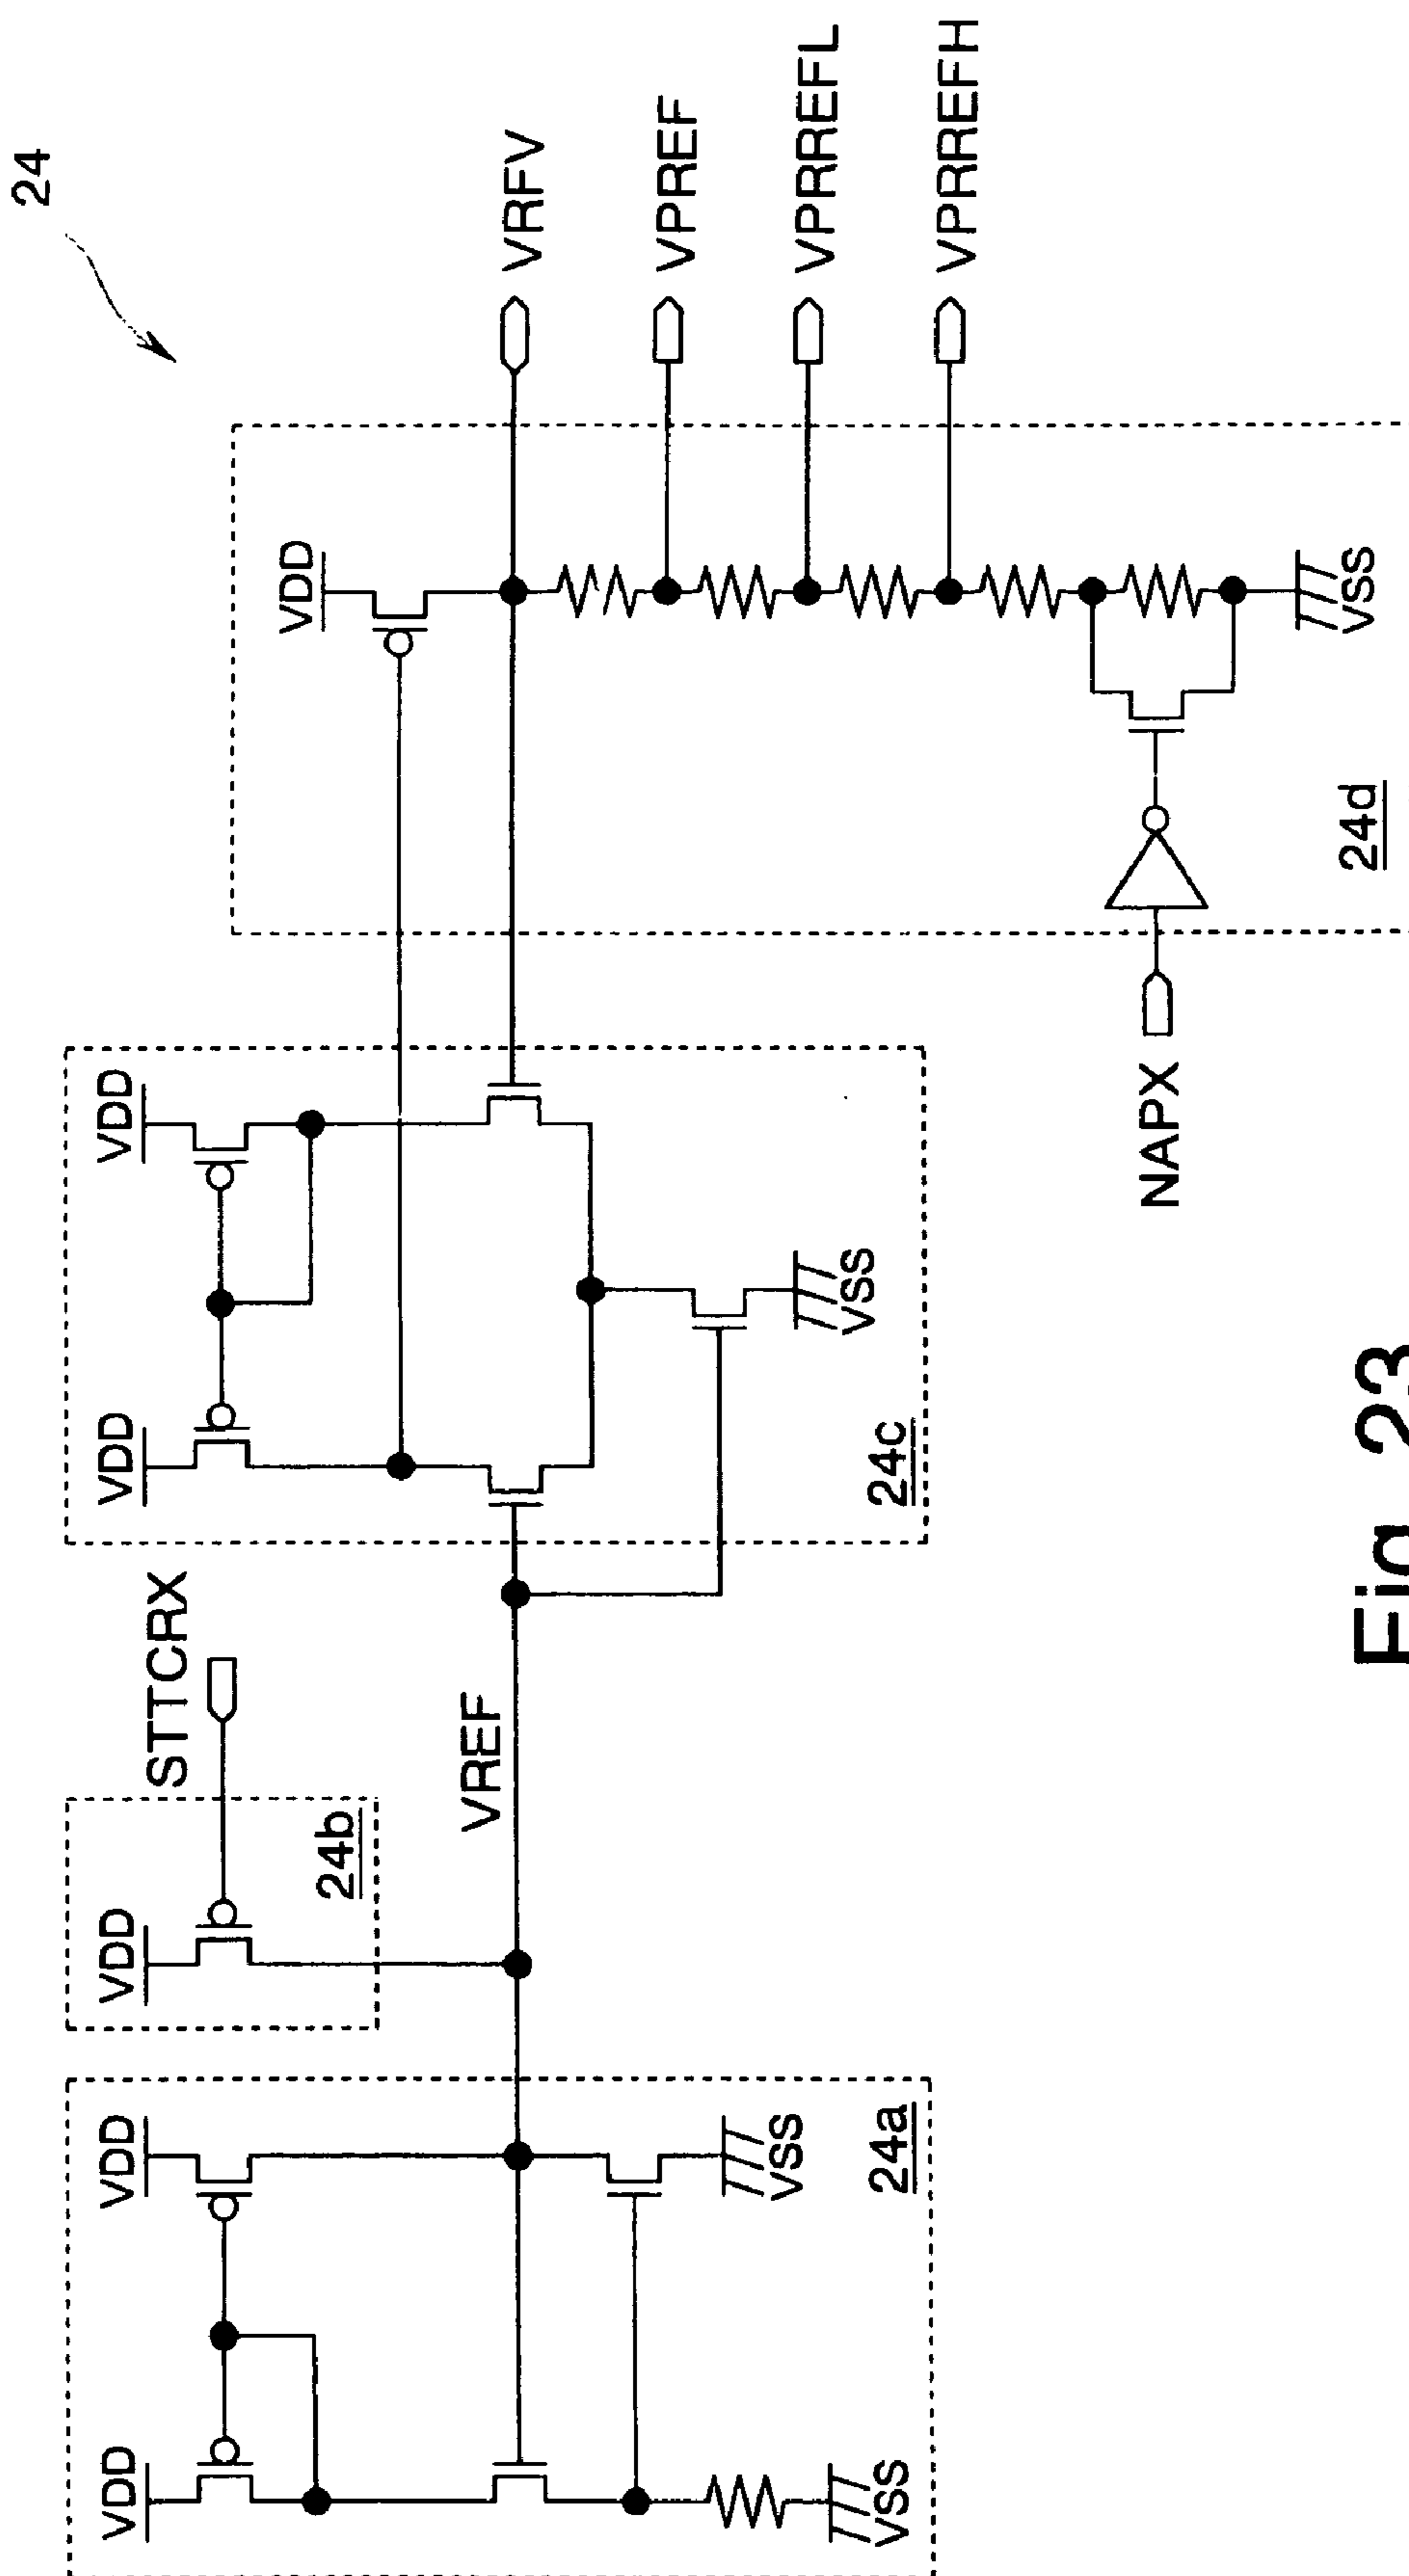 24
VDD
VDD
VDD
VDD
VDD
VDD
STTCRX
24b
VREF
VRFV
VPREF
VPRREFL
VPRREFH
VSS
VSS
VSS
VSS
24a
24c
24d
NAPX
Fig. 23